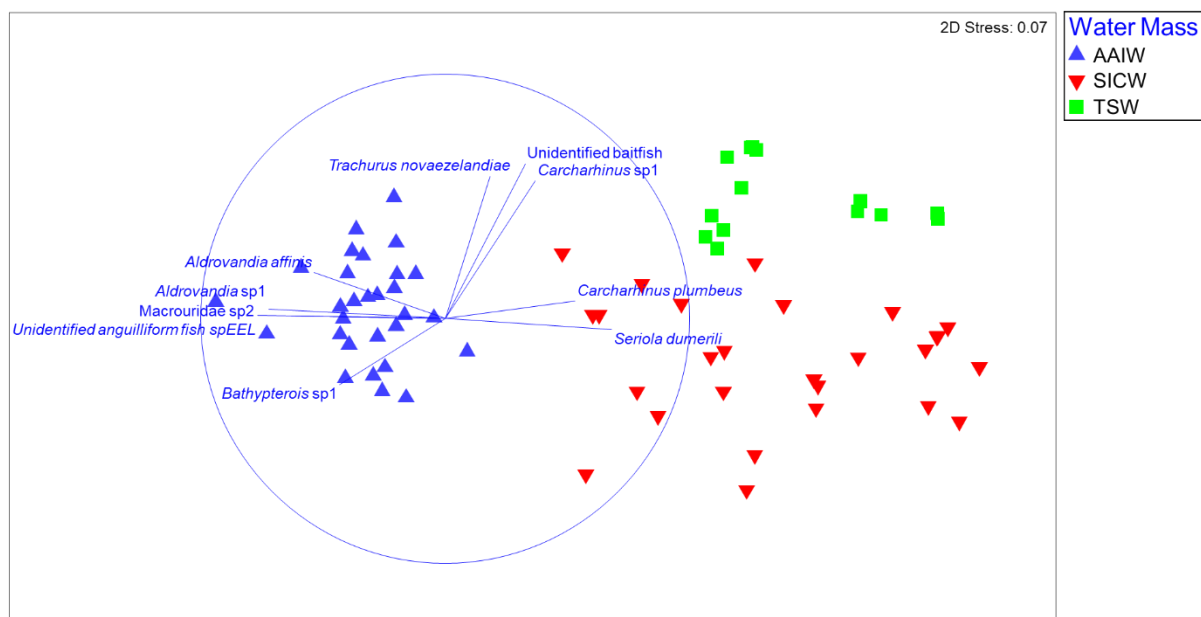 2D Stress: 0.07
Water Mass
AAIW
SICW
TSW
Unidentified baitfish
Trachurus novaezelandiae
Carcharhinus sp1
Aldrovandia affinis
Aldrovandia sp1
Carcharhinus plumbeus
Macrouridae sp2
Unidentified anguilliform fish spEEL
Seriola dumerili
Bathypterois sp1